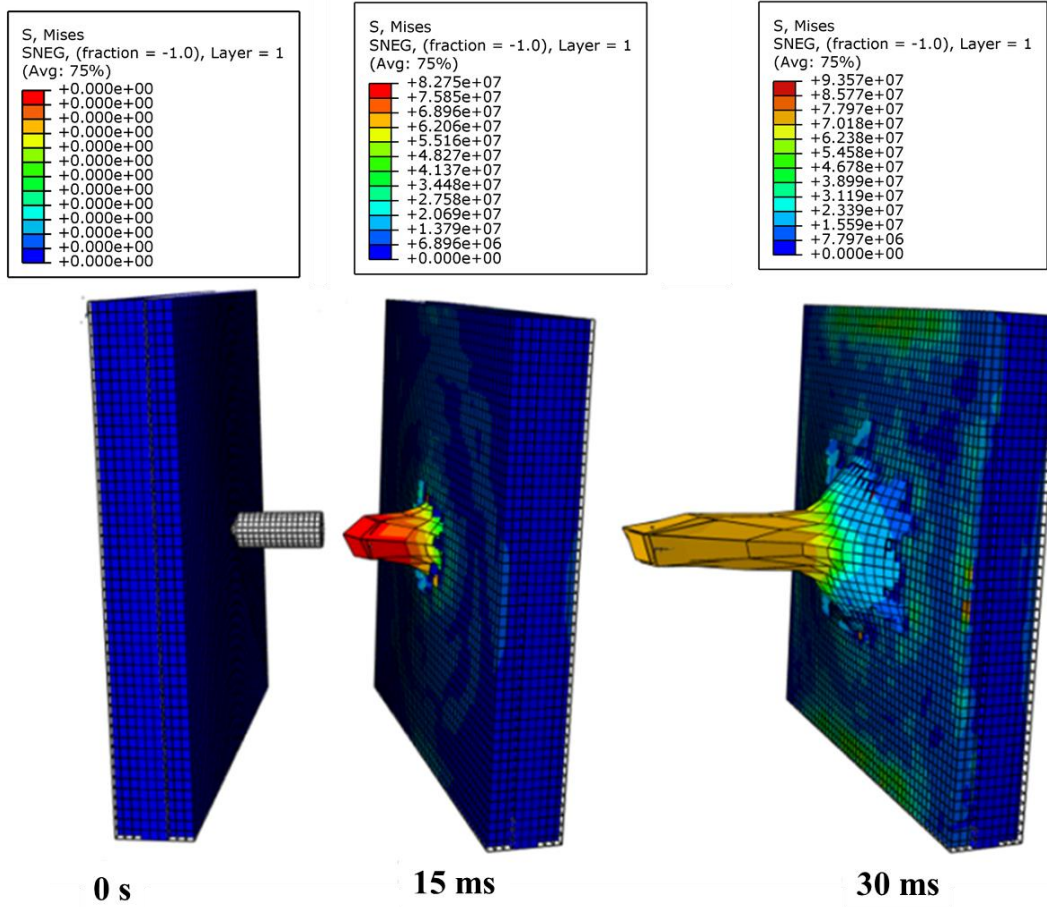 S, Mises
SNEG, (fraction = -1.0), Layer = 1
(Avg: 75%)
+0.000e+00
+0.000e+00
+0.000e+00
+0.000e+00
+0.000e+00
+0.000e+00
+0.000e+00
+0.000e+00
+0.000e+00
+0.000e+00
+0.000e+00
+0.000e+00
+0.000e+00
S, Mises
SNEG, (fraction = -1.0), Layer = 1
(Avg: 75%)
+8.275e+07
+7.585e+07
+6.896e+07
+6.206e+07
+5.516e+07
+4.827e+07
+4.137e+07
+3.448e+07
+2.758e+07
+2.069e+07
+1.379e+07
+6.896e+06
+0.000e+00
S, Mises
SNEG, (fraction = -1.0), Layer = 1
(Avg: 75%)
+9.357e+07
+8.577e+07
+7.797e+07
+7.018e+07
+6.238e+07
+5.458e+07
+4.678e+07
+3.899e+07
+3.119e+07
+2.339e+07
+1.559e+07
+7.797e+06
+0.000e+00
0 s
15 ms
30 ms